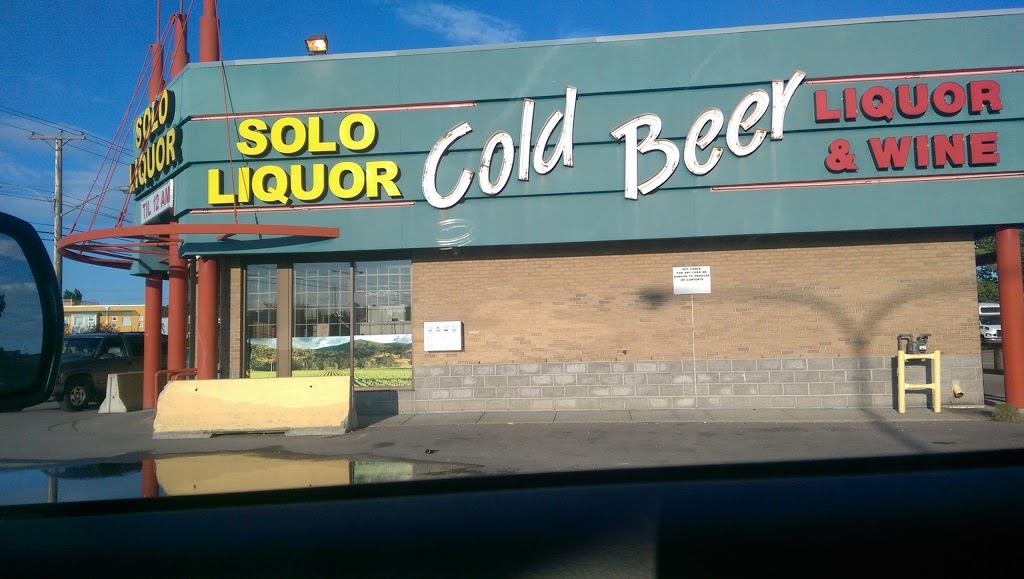 SOLO
LIQUOR
TIL 12 AM
SOLO
LIQUOR
Cold Beer
LIQUOR
& WINE